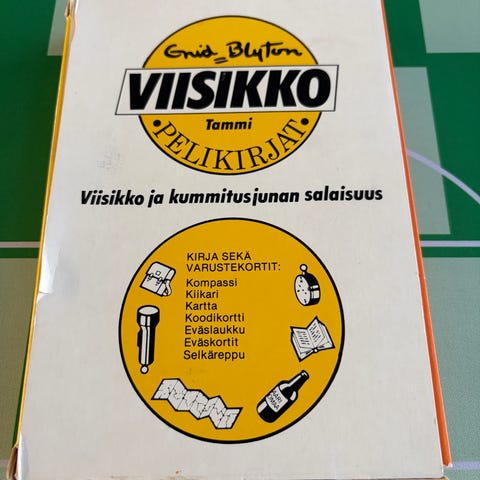 Enid Blyton
VIISIKKO
Tammi
• PELIKIRJAT •
Viisikko ja kummitusjunan salaisuus
KIRJA SEKÄ
VARUSTEKORTIT:
Kompassi
Kiikari
Kartta
Koodikortti
Eväslaukku
Eväskortit
Selkäreppu